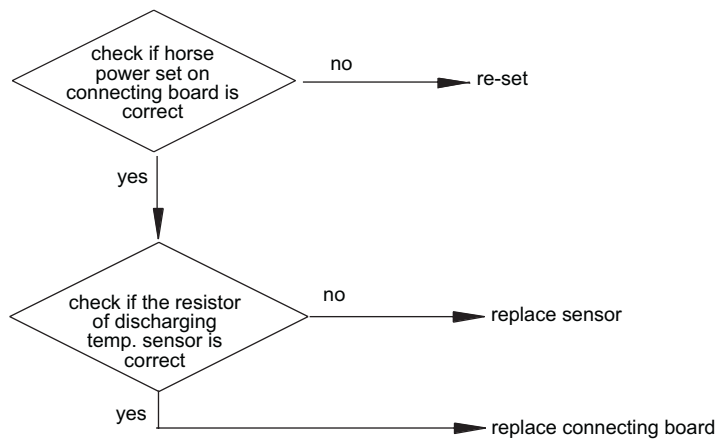 check if horse
power set on
connecting board is
correct
no
re-set
yes
check if the resistor
of discharging
temp. sensor is
correct
no
replace sensor
yes
replace connecting board